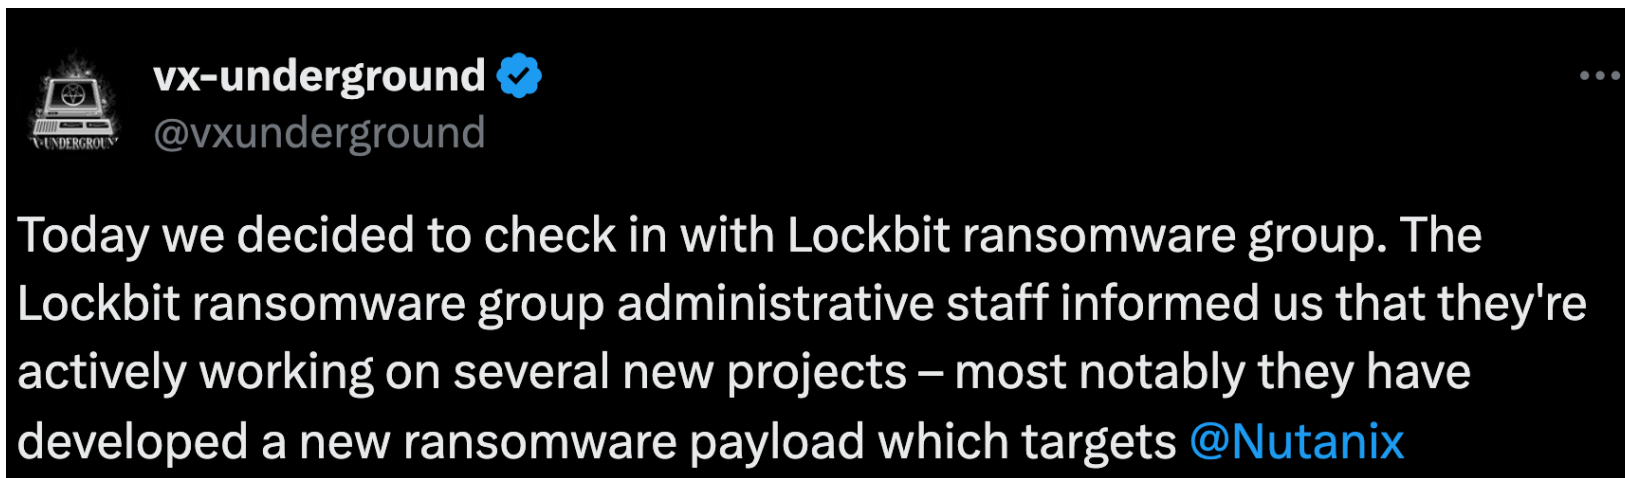 vx-underground
@vxunderground
V-UNDERGROUN
Today we decided to check in with Lockbit ransomware group. The
Lockbit ransomware group administrative staff informed us that they're
actively working on several new projects – most notably they have
developed a new ransomware payload which targets @Nutanix